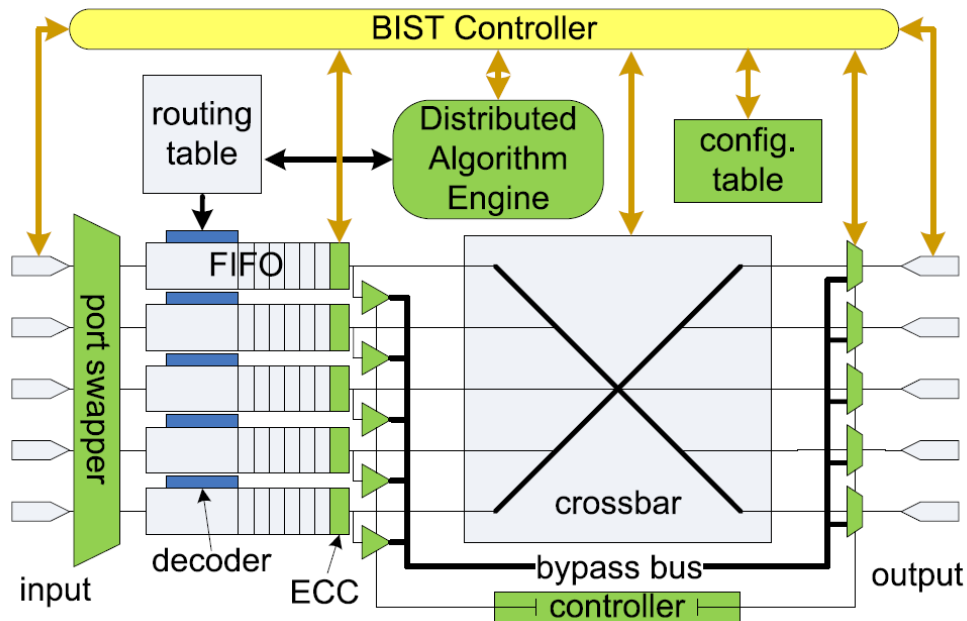 BIST Controller
routing
table
Distributed
Algorithm
Engine
config.
table
FIFO
port swapper
crossbar
decoder
input
ECC
bypass bus
output
controller